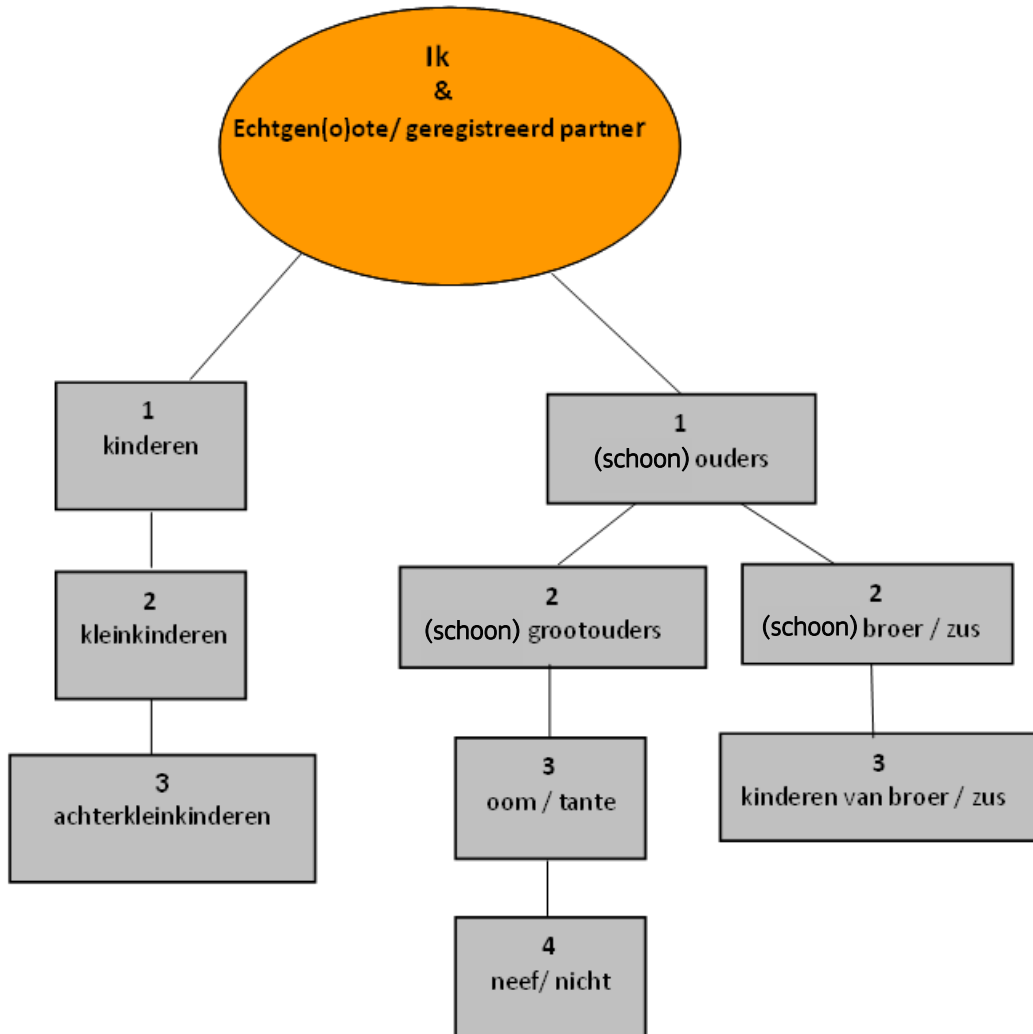 Ik
&
Echtgen(o)ote/ geregistreerd partner
1
kinderen
1
(schoon) ouders
2
kleinkinderen
2
(schoon) grootouders
2
(schoon) broer / zus
3
achterkleinkinderen
3
oom / tante
3
kinderen van broer / zus
4
neef/ nicht